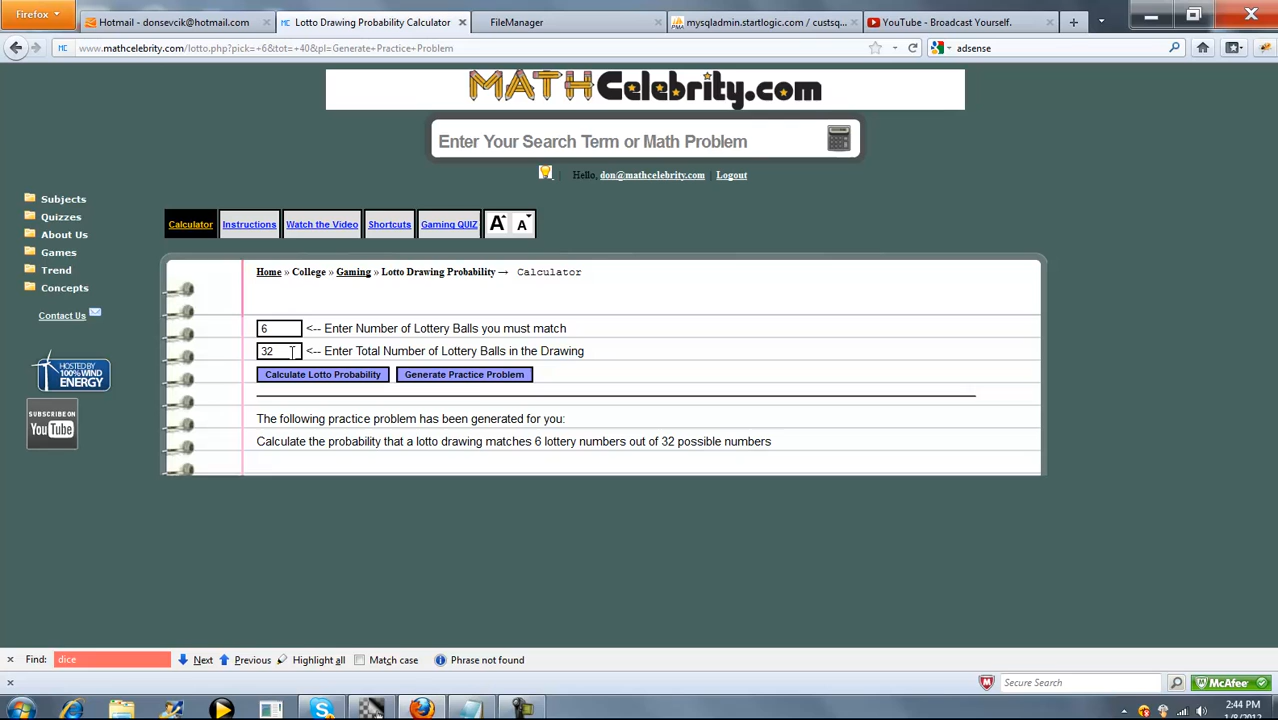 Firefox
Hotmail - donsevcik@hotmail.com
MC Lotto Drawing Probability Calculator
FileManager
mysqladmin.startlogic.com / custsq...
YouTube - Broadcast Yourself.
MC www.mathcelebrity.com/lotto.php?pick=+6&tot=+40&pl=Generate+Practice+Problem
adsense
MATHCelebrity.com
Enter Your Search Term or Math Problem
| Hello, don@mathcelebrity.com | Logout
Subjects
Quizzes
About Us
Games
Trend
Concepts
Contact Us
HOSTED BY
100% WIND
ENERGY
SUBSCRIBE ON
YouTube
Calculator
Instructions
Watch the Video
Shortcuts
Gaming QUIZ
A A
Home » College » Gaming » Lotto Drawing Probability → Calculator
6 <-- Enter Number of Lottery Balls you must match
32 <-- Enter Total Number of Lottery Balls in the Drawing
Calculate Lotto Probability Generate Practice Problem
The following practice problem has been generated for you:
Calculate the probability that a lotto drawing matches 6 lottery numbers out of 32 possible numbers
× Find: dice Next Previous Highlight all Match case Phrase not found
× Secure Search McAfee
2:44 PM
1/8/2012